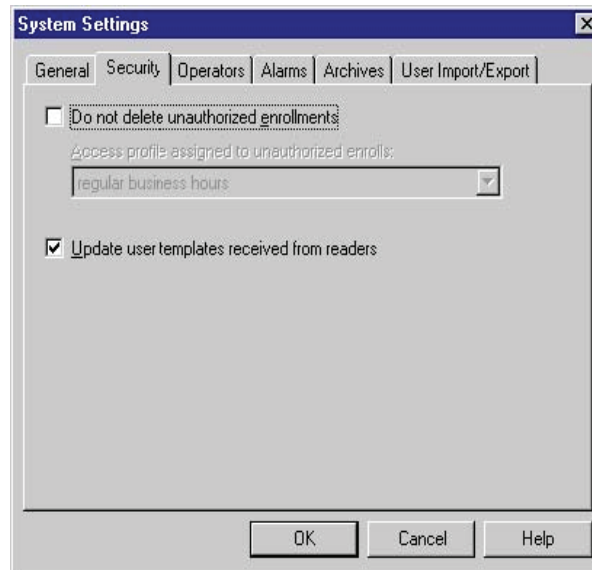 System Settings
General Security Operators Alarms Archives User Import/Export
Do not delete unauthorized enrollments
Access profile assigned to unauthorized enrolls:
regular business hours
Update user templates received from readers
OK Cancel Help